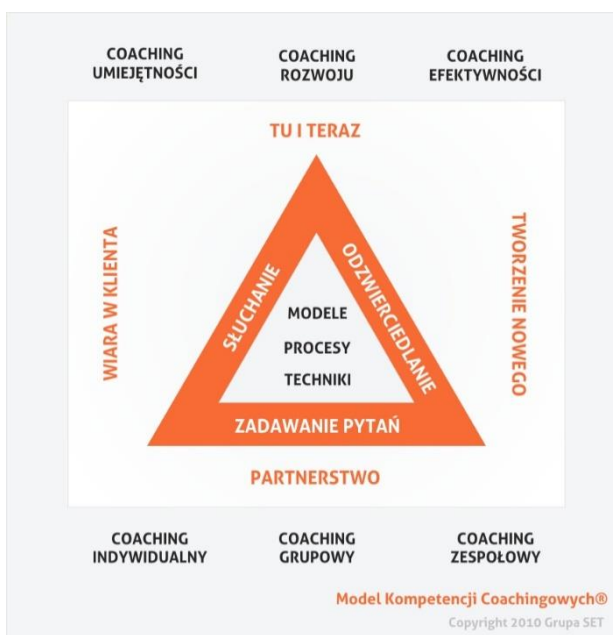 COACHING
UMIEJĘTNOŚCI
COACHING
ROZWOJU
COACHING
EFEKTYWNOŚCI
TU I TERAZ
WIARA W KLIENTA
SŁUCHANIE
ODZWIERCIEDLANIE
TWORZENIE NOWEGO
MODELE
PROCESY
TECHNIKI
ZADAWANIE PYTAŃ
PARTNERSTWO
COACHING
INDYWIDUALNY
COACHING
GRUPOWY
COACHING
ZESPOŁOWY
Model Kompetencji Coachingowych®
Copyright 2010 Grupa SET